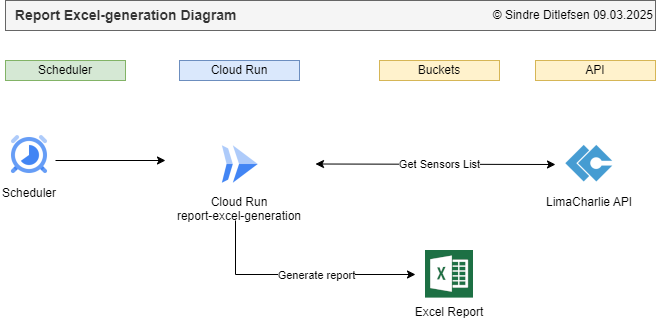 Report Excel-generation Diagram
© Sindre Ditlefsen 09.03.2025
Scheduler
Cloud Run
Buckets
API
Get Sensors List
Scheduler
Cloud Run
report-excel-generation
LimaCharlie API
Generate report
X
Excel Report